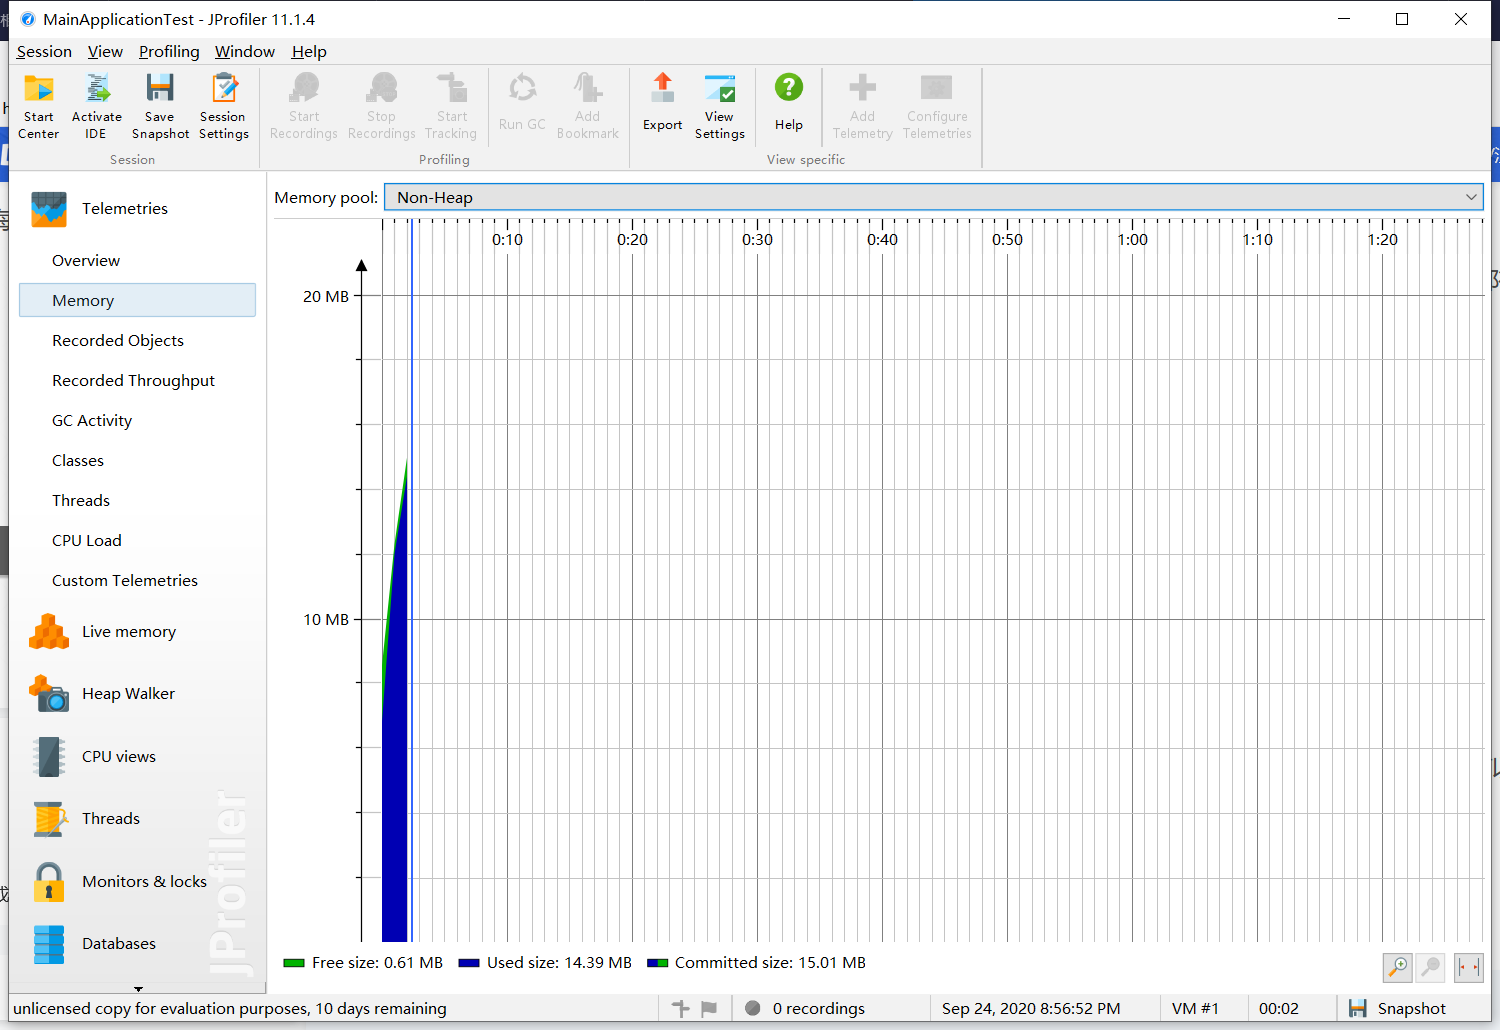 MainApplicationTest - JProfiler 11.1.4
Session View Profiling Window Help
Start Center
Activate IDE
Save Snapshot
Session Settings
Start Recordings
Stop Recordings
Start Tracking
Run GC
Add Bookmark
Export
View Settings
Help
Add Telemetry
Configure Telemetries
Session
Profiling
View specific
Telemetries
Overview
Memory
Recorded Objects
Recorded Throughput
GC Activity
Classes
Threads
CPU Load
Custom Telemetries
Live memory
Heap Walker
CPU views
Threads
Monitors & locks
Databases
JProfiler
Memory pool: Non-Heap
0:10 0:20 0:30 0:40 0:50 1:00 1:10 1:20
20 MB
10 MB
Free size: 0.61 MB Used size: 14.39 MB Committed size: 15.01 MB
unlicensed copy for evaluation purposes, 10 days remaining 0 recordings Sep 24, 2020 8:56:52 PM VM #1 00:02 Snapshot